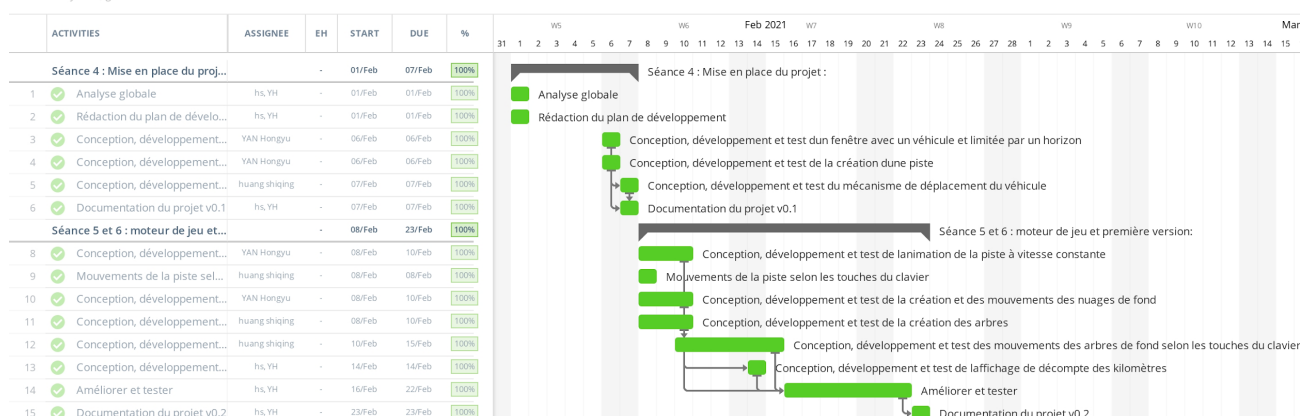 W5 W6 Feb 2021 W7 W8 W9 W10 Mar
ACTIVITIES ASSIGNEE EH START DUE % 31 1 2 3 4 5 6 7 8 9 10 11 12 13 14 15 16 17 18 19 20 21 22 23 24 25 26 27 28 1 2 3 4 5 6 7 8 9 10 11 12 13 14 15
Séance 4 : Mise en place du proj... - 01/Feb 07/Feb 100% Séance 4 : Mise en place du projet :
1 Analyse globale hs, YH - 01/Feb 01/Feb 100% Analyse globale
2 Rédaction du plan de dévelo... hs, YH - 01/Feb 01/Feb 100% Rédaction du plan de développement
3 Conception, développement... YAN Hongyu - 06/Feb 06/Feb 100% Conception, développement et test dun fenêtre avec un véhicule et limitée par un horizon
4 Conception, développement... YAN Hongyu - 06/Feb 06/Feb 100% Conception, développement et test de la création dune piste
5 Conception, développement... huang shiqing - 07/Feb 07/Feb 100% Conception, développement et test du mécanisme de déplacement du véhicule
6 Documentation du projet v0.1 hs, YH - 07/Feb 07/Feb 100% Documentation du projet v0.1
Séance 5 et 6 : moteur de jeu et... - 08/Feb 23/Feb 100% Séance 5 et 6 : moteur de jeu et première version:
8 Conception, développement... YAN Hongyu - 08/Feb 10/Feb 100% Conception, développement et test de lanimation de la piste à vitesse constante
9 Mouvements de la piste sel... huang shiqing - 08/Feb 08/Feb 100% Mouvements de la piste selon les touches du clavier
10 Conception, développement... YAN Hongyu - 08/Feb 10/Feb 100% Conception, développement et test de la création et des mouvements des nuages de fond
11 Conception, développement... huang shiqing - 08/Feb 10/Feb 100% Conception, développement et test de la création des arbres
12 Conception, développement... huang shiqing - 10/Feb 15/Feb 100% Conception, développement et test des mouvements des arbres de fond selon les touches du clavier
13 Conception, développement... hs, YH - 14/Feb 14/Feb 100% Conception, développement et test de laffichage de décompte des kilomètres
14 Améliorer et tester hs, YH - 16/Feb 22/Feb 100% Améliorer et tester
15 Documentation du projet v0.2 hs, YH - 23/Feb 23/Feb 100% Documentation du projet v0.2